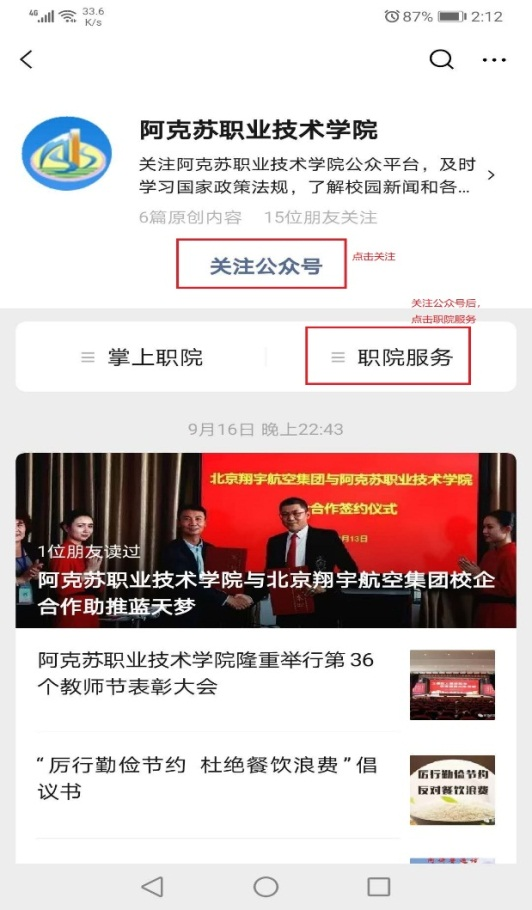 4G 33.6 K/s 87% 2:12
阿克苏职业技术学院
关注阿克苏职业技术学院公众平台，及时
学习国家政策法规，了解校园新闻和各...
6篇原创内容 15位朋友关注
关注公众号 点击关注
关注公众号后，
点击职院服务
掌上职院 职院服务
9月16日 晚上22:43
北京翔宇航空集团与阿克苏职业技术学院
合作签约仪式
月13日
1位朋友读过
阿克苏职业技术学院与北京翔宇航空集团校企
合作助推蓝天梦
阿克苏职业技术学院隆重举行第 36
个教师节表彰大会
“厉行勤俭节约 杜绝餐饮浪费”倡
议书
厉行勤俭节约
反对餐饮浪费